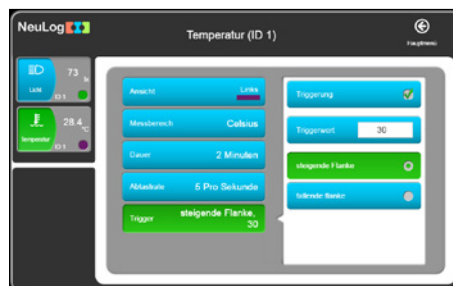 NeuLog
Temperatur (ID 1)
Hauptmenü
73
lx
Licht
ID 1
28.4
°C
Temperatur
ID 1
Ansicht
Links
Messbereich
Celsius
Dauer
2 Minuten
Abtastrate
5 Pro Sekunde
Trigger
steigende Flanke,
30
Triggerung
Triggerwert
30
steigende Flanke
fallende flanke